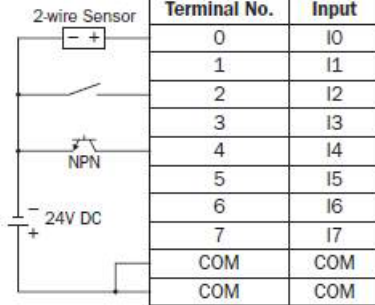 2-wire Sensor
- +
NPN
−
24V DC
+
Terminal No. Input
0 I0
1 I1
2 I2
3 I3
4 I4
5 I5
6 I6
7 I7
COM COM
COM COM